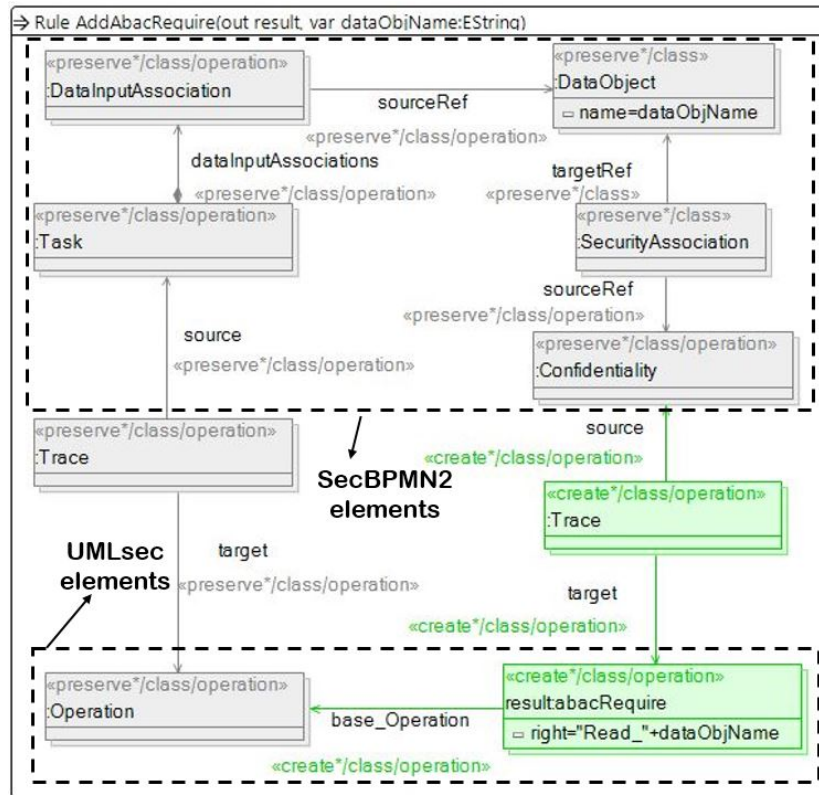 Rule AddAbacRequire(out result, var dataObjName:EString)
«preserve*/class/operation»
:DataInputAssociation
sourceRef
«preserve*/class/operation»
«preserve*/class»
:DataObject
name=dataObjName
dataInputAssociations
«preserve*/class/operation»
targetRef
«preserve*/class»
«preserve*/class/operation»
:Task
«preserve*/class»
:SecurityAssociation
source
«preserve*/class/operation»
sourceRef
«preserve*/class/operation»
«preserve*/class/operation»
:Confidentiality
«preserve*/class/operation»
:Trace
SecBPMN2
elements
source
«create*/class/operation»
«create*/class/operation»
:Trace
UMLsec
elements
target
«preserve*/class/operation»
target
«create*/class/operation»
«preserve*/class/operation»
:Operation
base_Operation
«create*/class/operation»
«create*/class/operation»
result:abacRequire
right="Read_"+dataObjName